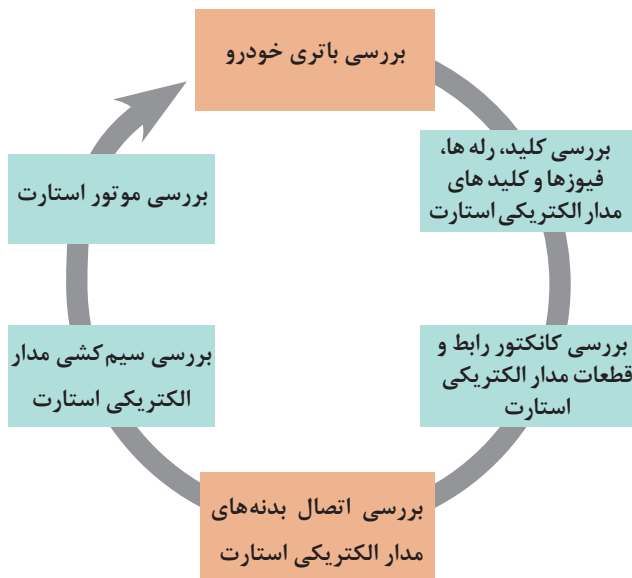 بررسی باتری خودرو
بررسی کلید، رله ها،
فیوزها و کلید های
مدار الکتریکی استارت
بررسی کانکتور رابط و
قطعات مدار الکتریکی
استارت
بررسی اتصال بدنه‌های
مدار الکتریکی استارت
بررسی سیم‌کشی مدار
الکتریکی استارت
بررسی موتور استارت